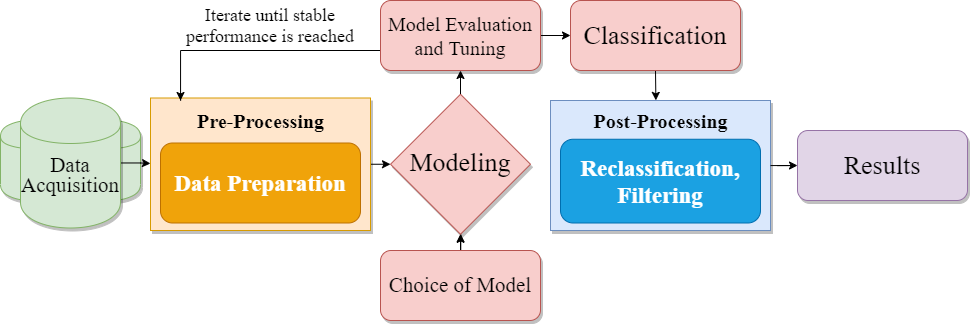 Iterate until stable
performance is reached
Model Evaluation
and Tuning
Classification
Data
Acquisition
Pre-Processing
Data Preparation
Modeling
Choice of Model
Post-Processing
Reclassification,
Filtering
Results